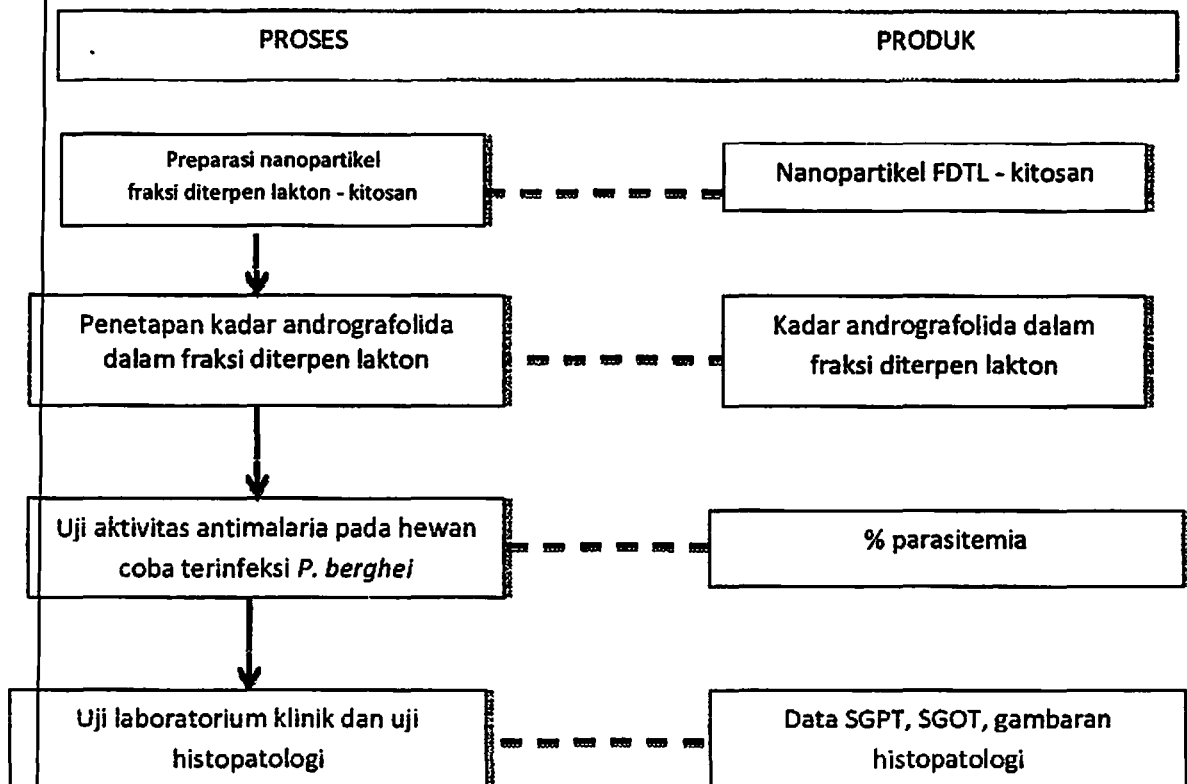 PROSES PRODUK
Preparasi nanopartikel
fraksi diterpen lakton - kitosan
Nanopartikel FDTL - kitosan
Penetapan kadar andrografolida
dalam fraksi diterpen lakton
Kadar andrografolida dalam
fraksi diterpen lakton
Uji aktivitas antimalaria pada hewan
coba terinfeksi P. berghei
% parasitemia
Uji laboratorium klinik dan uji
histopatologi
Data SGPT, SGOT, gambaran
histopatologi